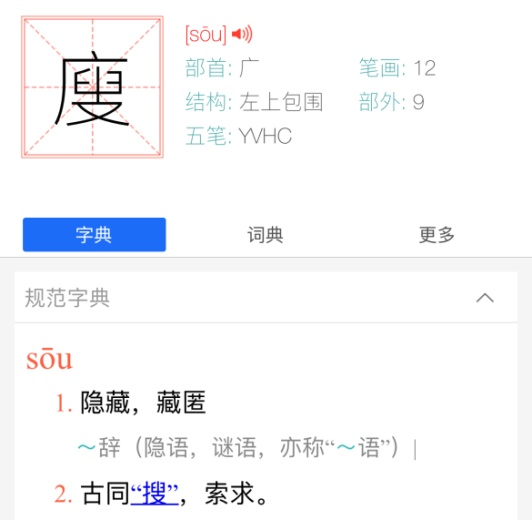 廋
[sōu]
部首: 广 笔画: 12
结构: 左上包围 部外: 9
五笔: YVHC
字典 词典 更多
规范字典
sōu
1. 隐藏，藏匿
～辞（隐语，谜语，亦称“～语”）|
2. 古同“搜”，索求。